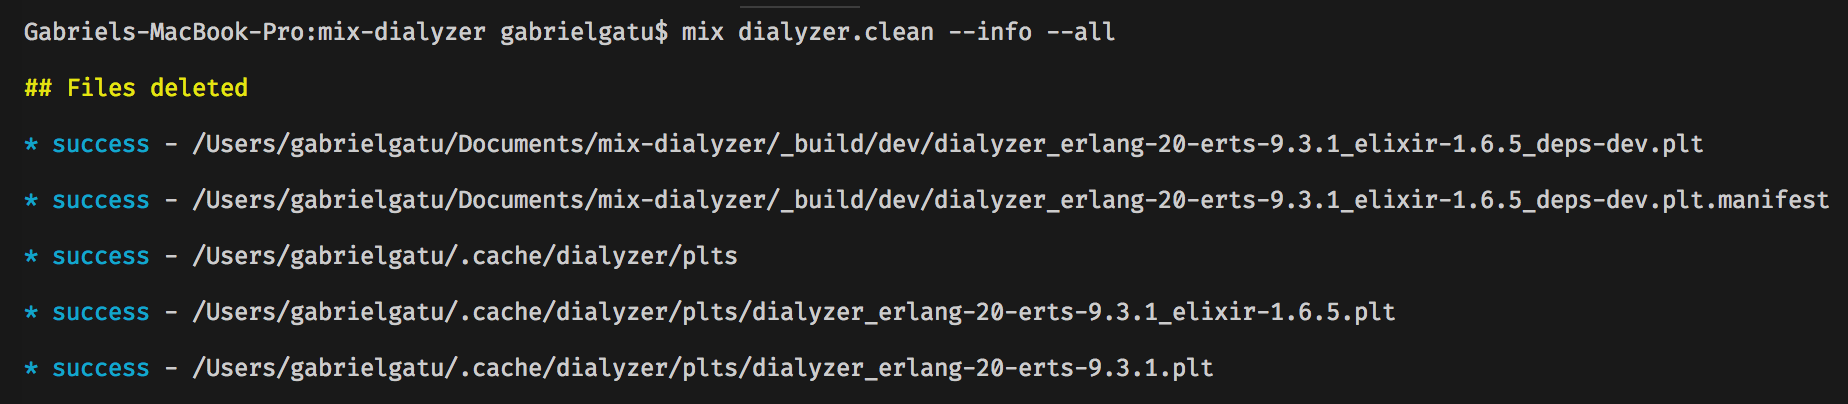 Gabriels-MacBook-Pro:mix-dialyzer gabrielgatu$ mix dialyzer.clean --info --all
## Files deleted
* success - /Users/gabrielgatu/Documents/mix-dialyzer/_build/dev/dialyzer_erlang-20-erts-9.3.1_elixir-1.6.5_deps-dev.plt
* success - /Users/gabrielgatu/Documents/mix-dialyzer/_build/dev/dialyzer_erlang-20-erts-9.3.1_elixir-1.6.5_deps-dev.plt.manifest
* success - /Users/gabrielgatu/.cache/dialyzer/plts
* success - /Users/gabrielgatu/.cache/dialyzer/plts/dialyzer_erlang-20-erts-9.3.1_elixir-1.6.5.plt
* success - /Users/gabrielgatu/.cache/dialyzer/plts/dialyzer_erlang-20-erts-9.3.1.plt